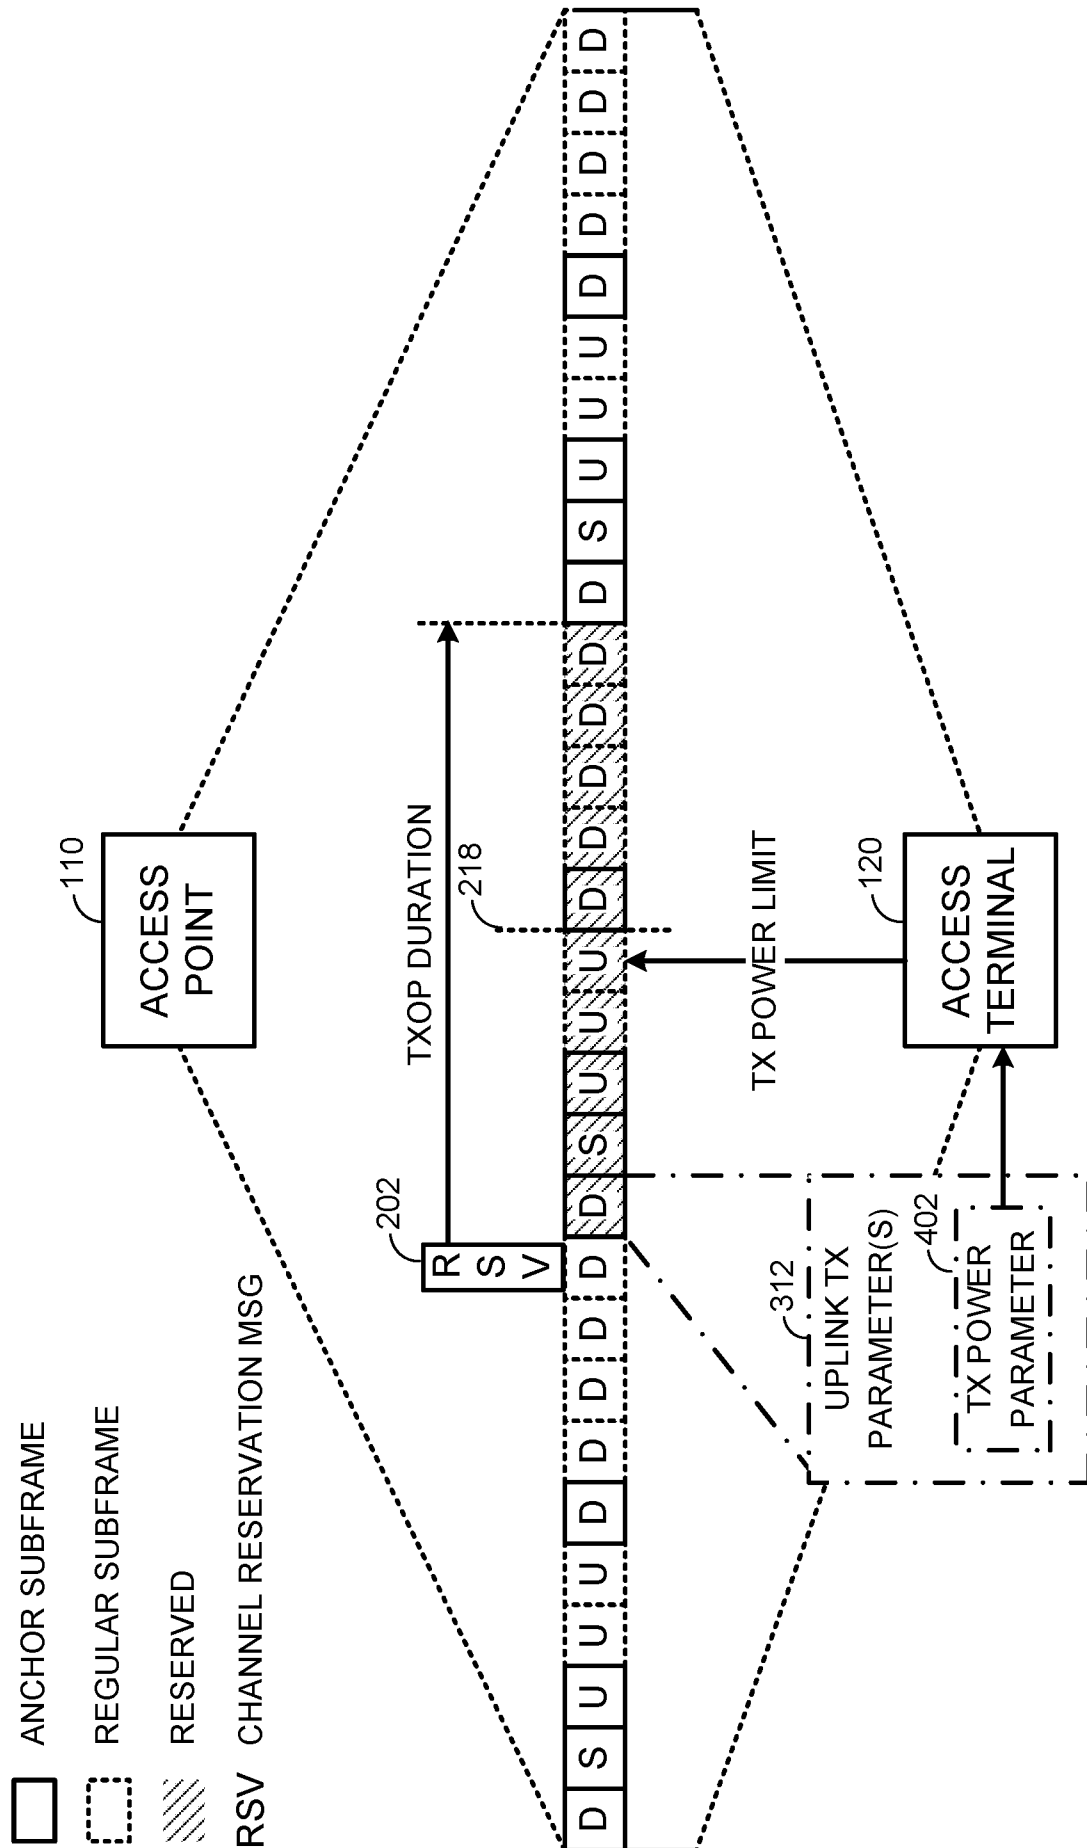 ANCHOR SUBFRAME
REGULAR SUBFRAME
RESERVED
RSV CHANNEL RESERVATION MSG
110
ACCESS
POINT
202
R
S
V
TXOP DURATION
218
D S U U U D D D D D D S U U U D D D D D D S U U U D D D D D
TX POWER LIMIT
312
UPLINK TX
PARAMETER(S)
402
TX POWER
PARAMETER
120
ACCESS
TERMINAL